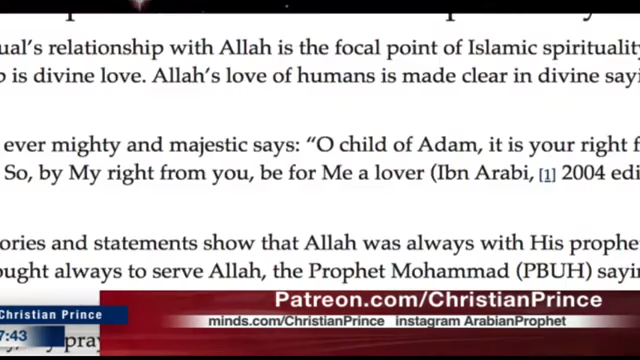 ual's relationship with Allah is the focal point of Islamic spirituality
is divine love. Allah's love of humans is made clear in divine sayi
ever mighty and majestic says: "O child of Adam, it is your right f
So, by My right from you, be for Me a lover (Ibn Arabi, [1] 2004 edi
ories and statements show that Allah was always with His prophe
ought always to serve Allah, the Prophet Mohammad (PBUH) sayin
Patreon.com/ChristianPrince
Christian Prince
minds.com/ChristianPrince instagram ArabianProphet
7:43
my pray